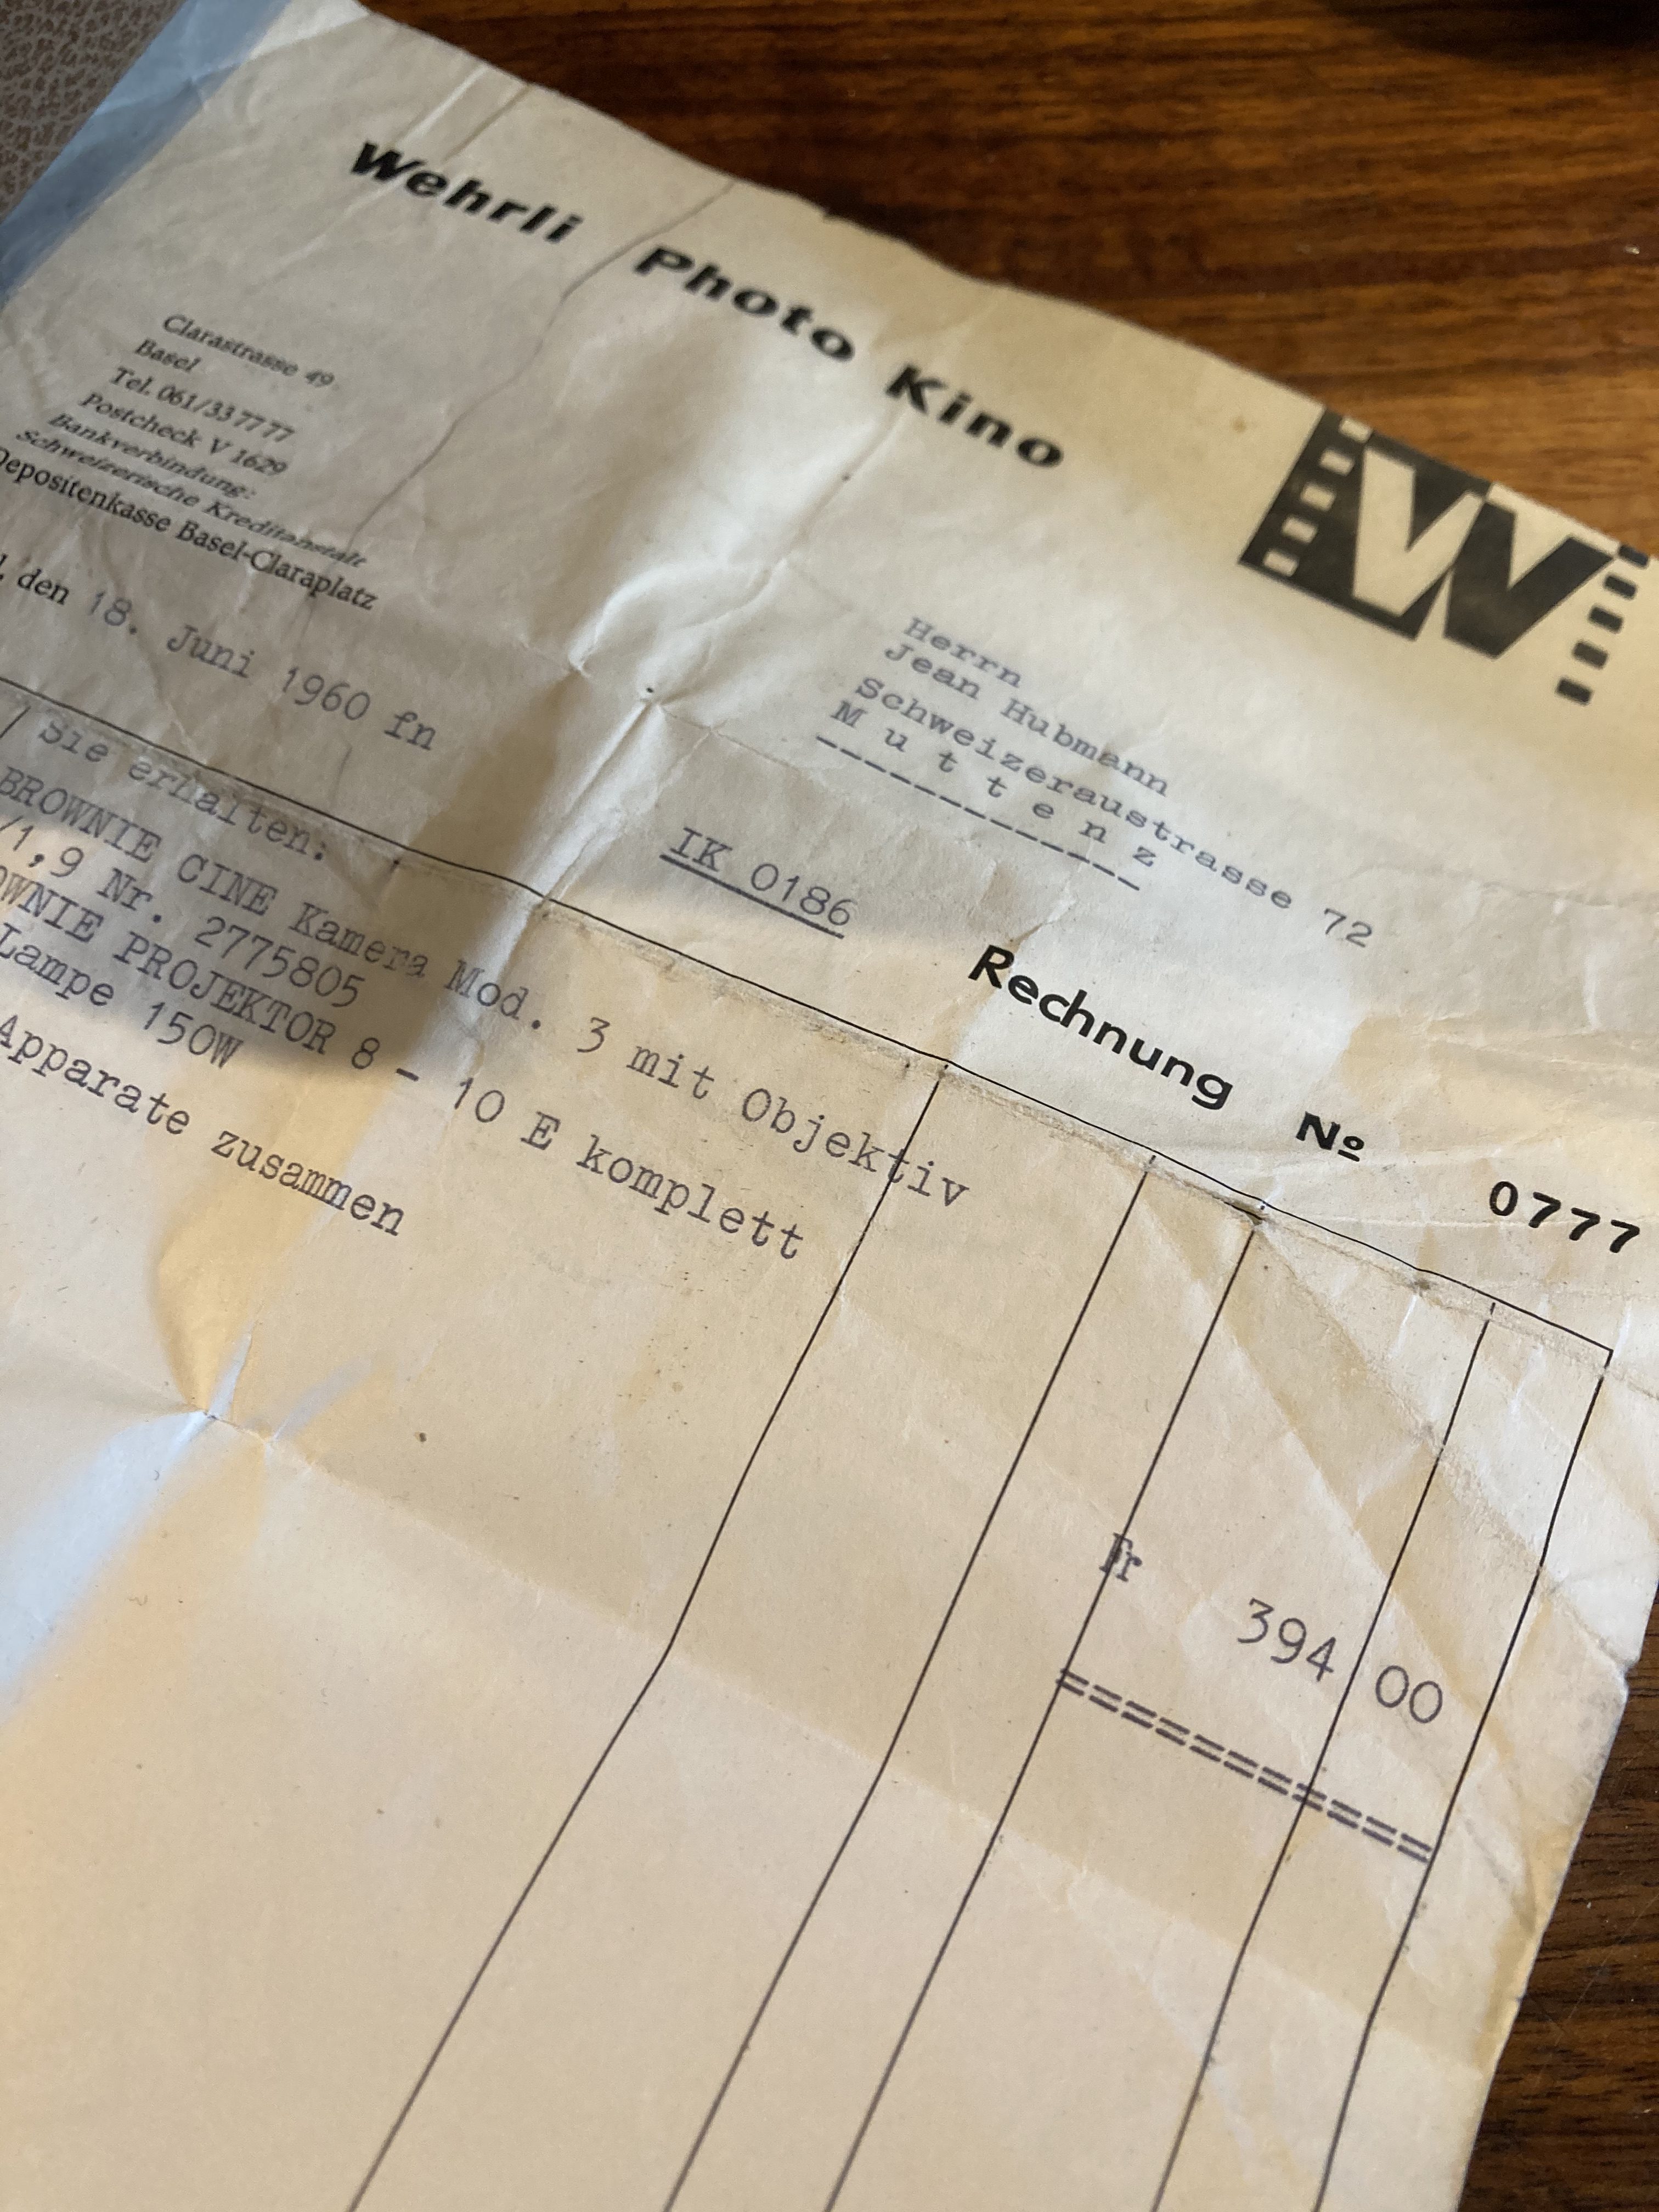 Wehrli Photo Kino
W
Clarastrasse 49
Basel
Tel. 061/33 77 77
Postcheck V 1629
Bankverbindung:
Schweizerische Kreditanstalt
Depositenkasse Basel-Claraplatz
den 18. Juni 1960 fn
Herrn
Jean Hubmann
Schweizeraustrasse 72
M u t t e n z
IK 0186
Rechnung № 0777
Sie erhalten:
BROWNIE CINE Kamera Mod. 3 mit Objektiv
/1,9 Nr. 2775805
OWNIE PROJEKTOR 8 - 10 E komplett
Lampe 150W
Apparate zusammen
Fr 394 00